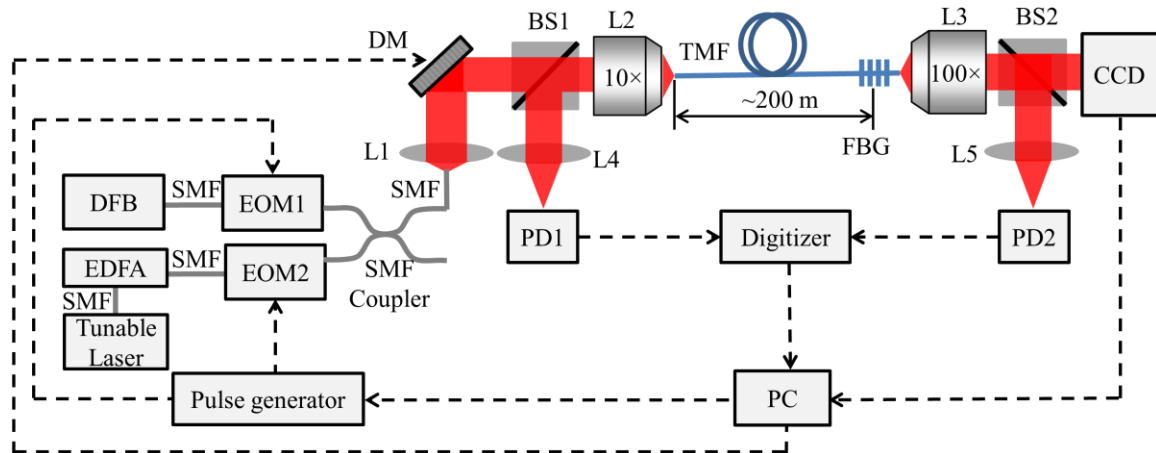 DM
BS1
L2
TMF
L3
BS2
10×
100×
CCD
~200 m
FBG
L1
L4
L5
SMF
SMF
DFB
EOM1
PD1
Digitizer
PD2
EDFA
SMF
EOM2
SMF
Coupler
SMF
Tunable
Laser
Pulse generator
PC